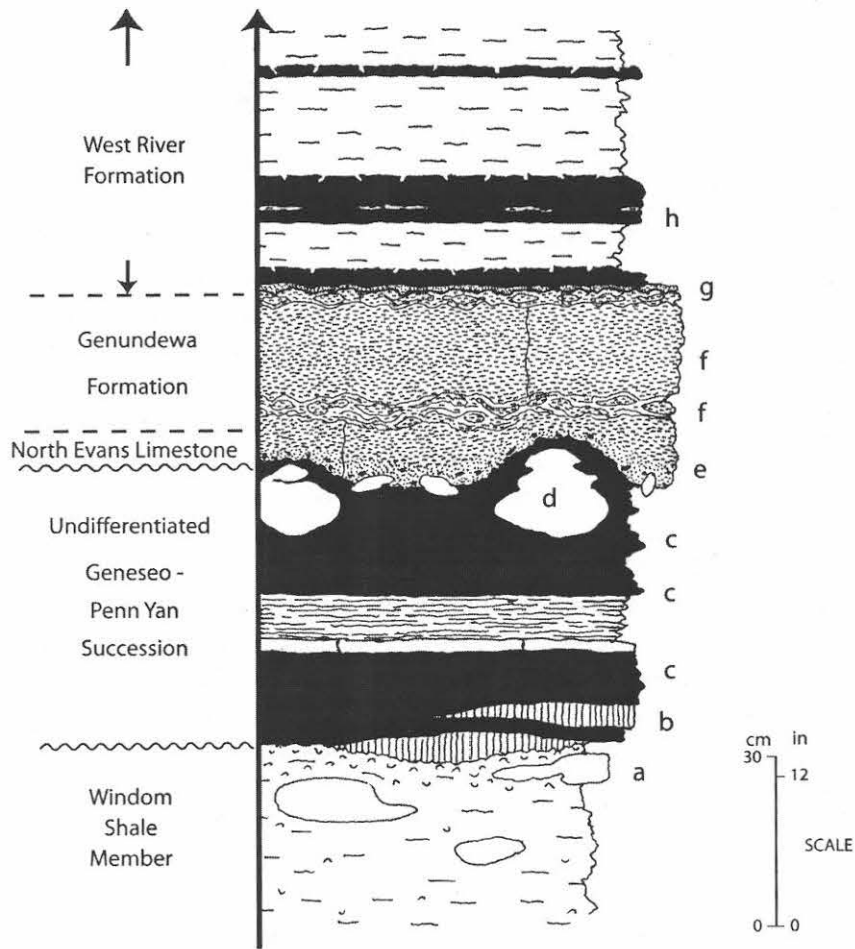 West River
Formation
h
g
Genundewa
Formation
f
f
North Evans Limestone
e
d
Undifferentiated
Geneseo -
Penn Yan
Succession
c
c
c
b
a
Windom
Shale
Member
cm in
30
12
SCALE
0 0